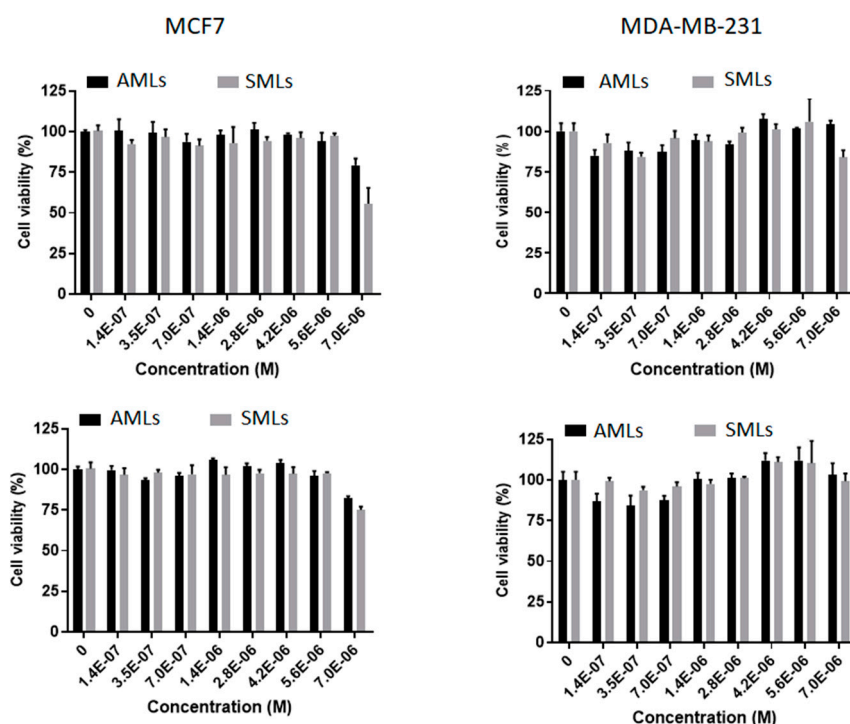 MCF7
MDA-MB-231
AMLs SMLs
Cell viability (%)
125
100
75
50
25
0
0 1.4E-07 3.5E-07 7.0E-07 1.4E-06 2.8E-06 4.2E-06 5.6E-06 7.0E-06
Concentration (M)
AMLs SMLs
Cell viability (% )
125
100
75
50
25
0
0 1.4E-07 3.5E-07 7.0E-07 1.4E-06 2.8E-06 4.2E-06 5.6E-06 7.0E-06
Concentration (M)
AMLs SMLs
Cell viability (%)
125
100
75
50
25
0
0 1.4E-07 3.5E-07 7.0E-07 1.4E-06 2.8E-06 4.2E-06 5.6E-06 7.0E-06
Concentration (M)
AMLs SMLs
Cell viability (%)
125
100
75
50
25
0
0 1.4E-07 3.5E-07 7.0E-07 1.4E-06 2.8E-06 4.2E-06 5.6E-06 7.0E-06
Concentration (M)